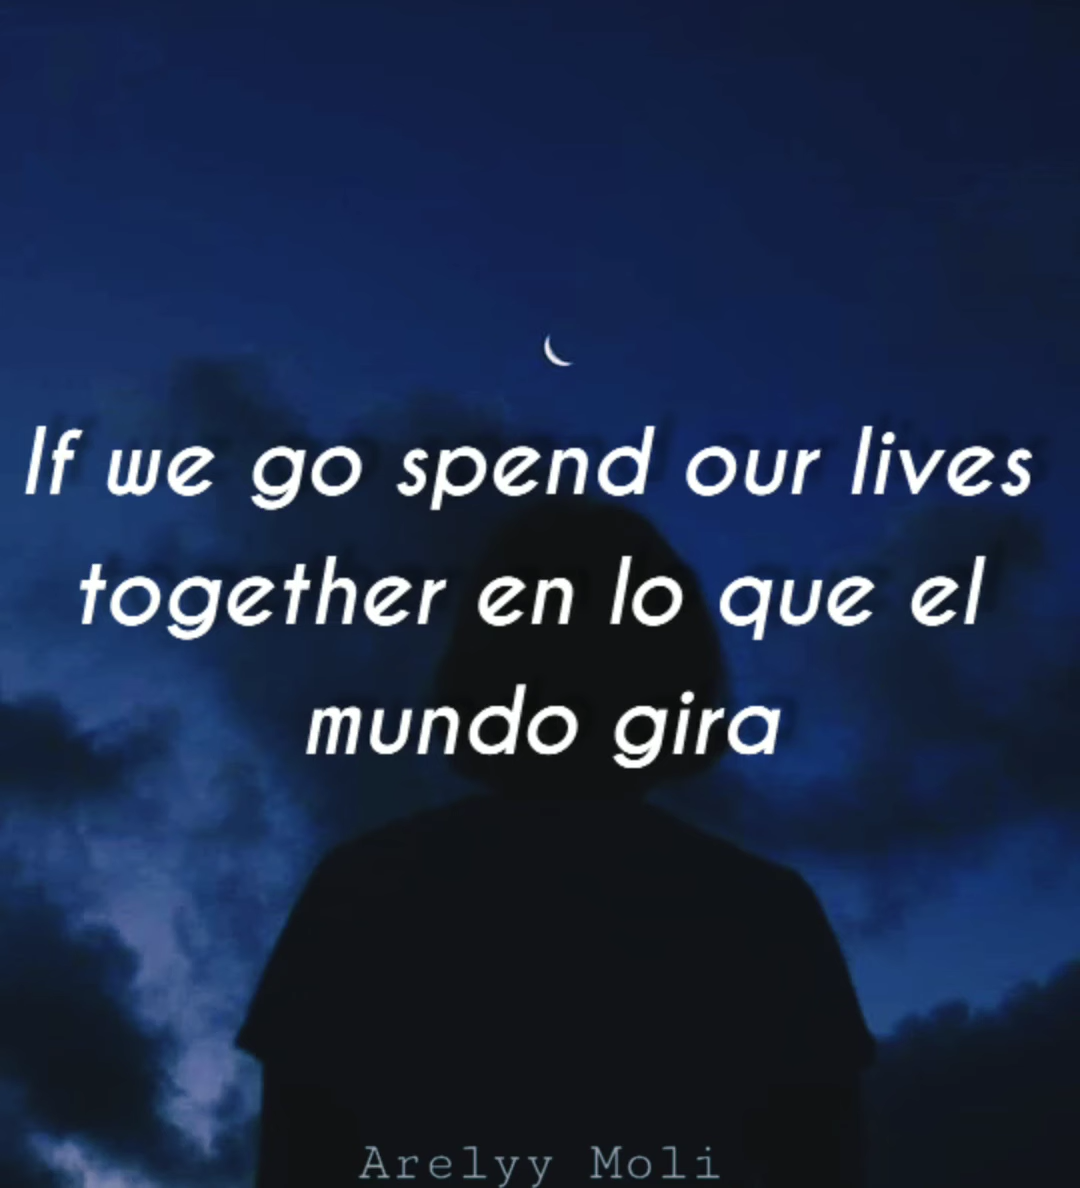 If we go spend our lives
together en lo que el
mundo gira
Arelyy Moli